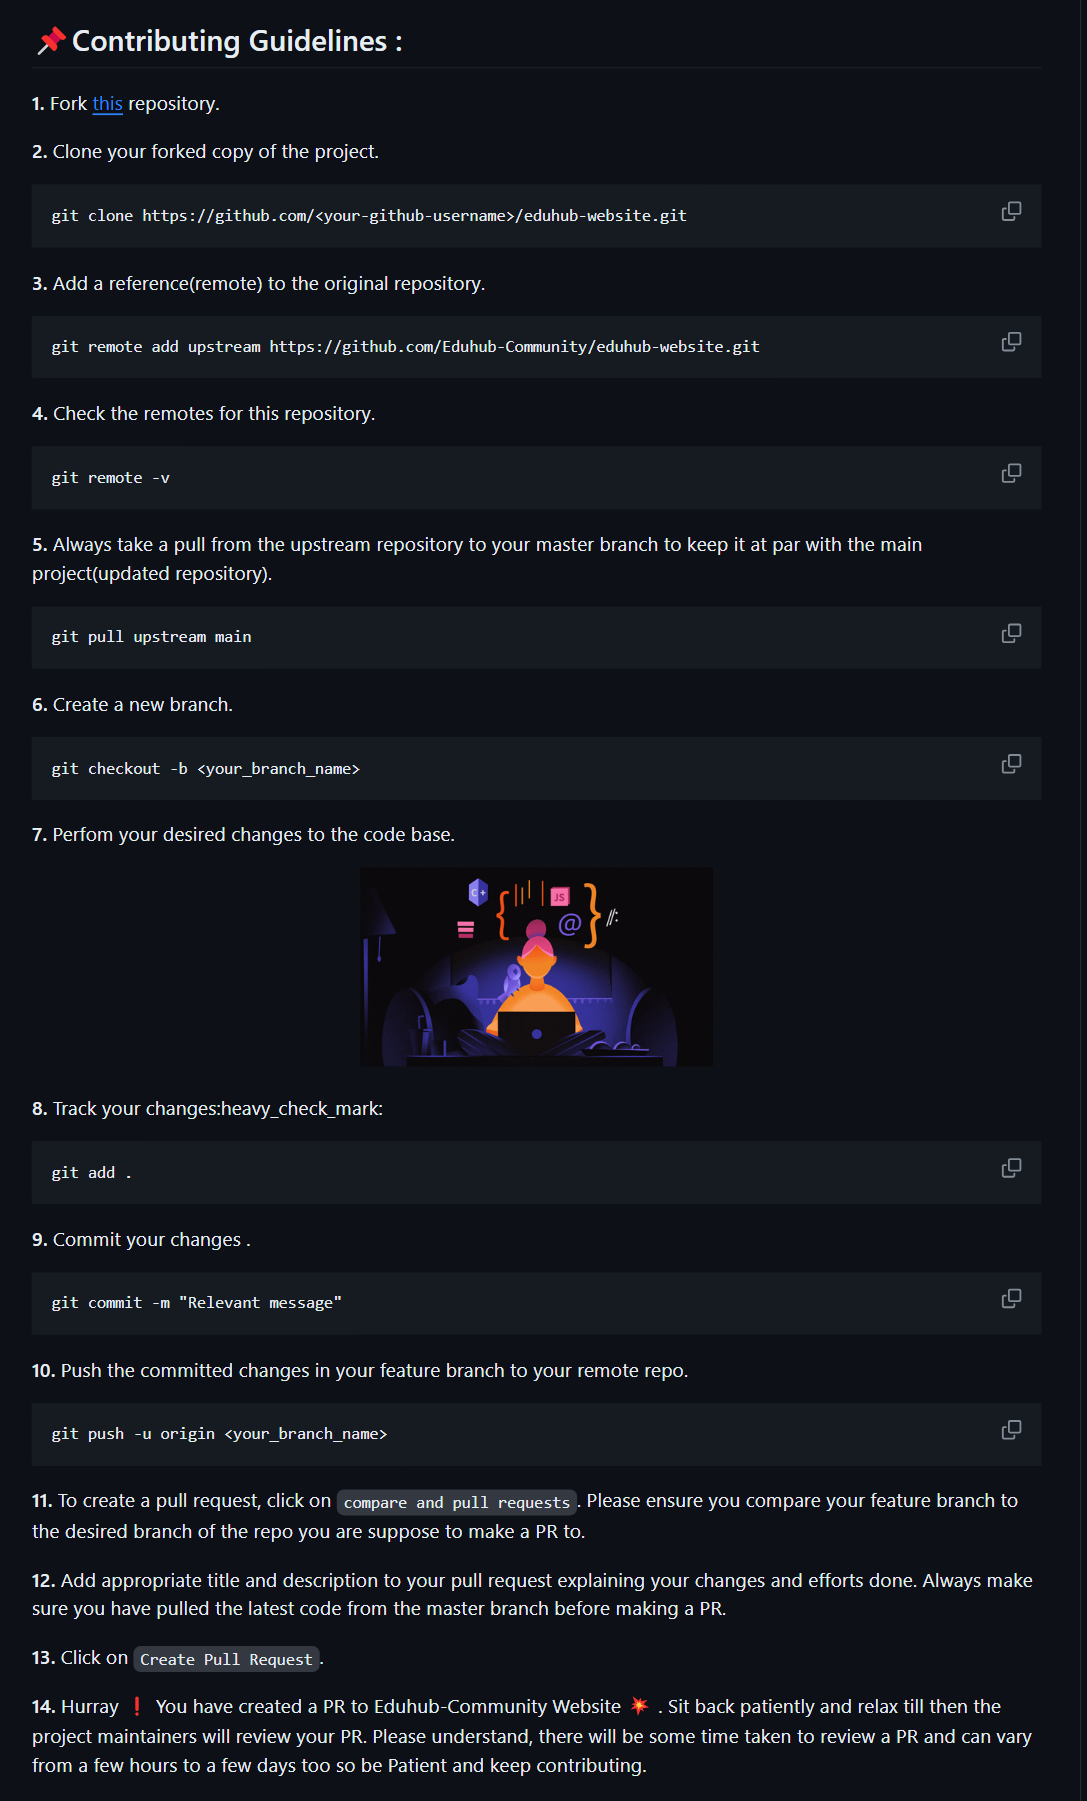 📌 Contributing Guidelines :
1. Fork this repository.
2. Clone your forked copy of the project.
git clone https://github.com/<your-github-username>/eduhub-website.git
3. Add a reference(remote) to the original repository.
git remote add upstream https://github.com/Eduhub-Community/eduhub-website.git
4. Check the remotes for this repository.
git remote -v
5. Always take a pull from the upstream repository to your master branch to keep it at par with the main
project(updated repository).
git pull upstream main
6. Create a new branch.
git checkout -b <your_branch_name>
7. Perfom your desired changes to the code base.
C+
{
JS
@
}
//:
8. Track your changes:heavy_check_mark:
git add .
9. Commit your changes .
git commit -m "Relevant message"
10. Push the committed changes in your feature branch to your remote repo.
git push -u origin <your_branch_name>
11. To create a pull request, click on compare and pull requests. Please ensure you compare your feature branch to
the desired branch of the repo you are suppose to make a PR to.
12. Add appropriate title and description to your pull request explaining your changes and efforts done. Always make
sure you have pulled the latest code from the master branch before making a PR.
13. Click on Create Pull Request.
14. Hurray ❗ You have created a PR to Eduhub-Community Website 💥 . Sit back patiently and relax till then the
project maintainers will review your PR. Please understand, there will be some time taken to review a PR and can vary
from a few hours to a few days too so be Patient and keep contributing.